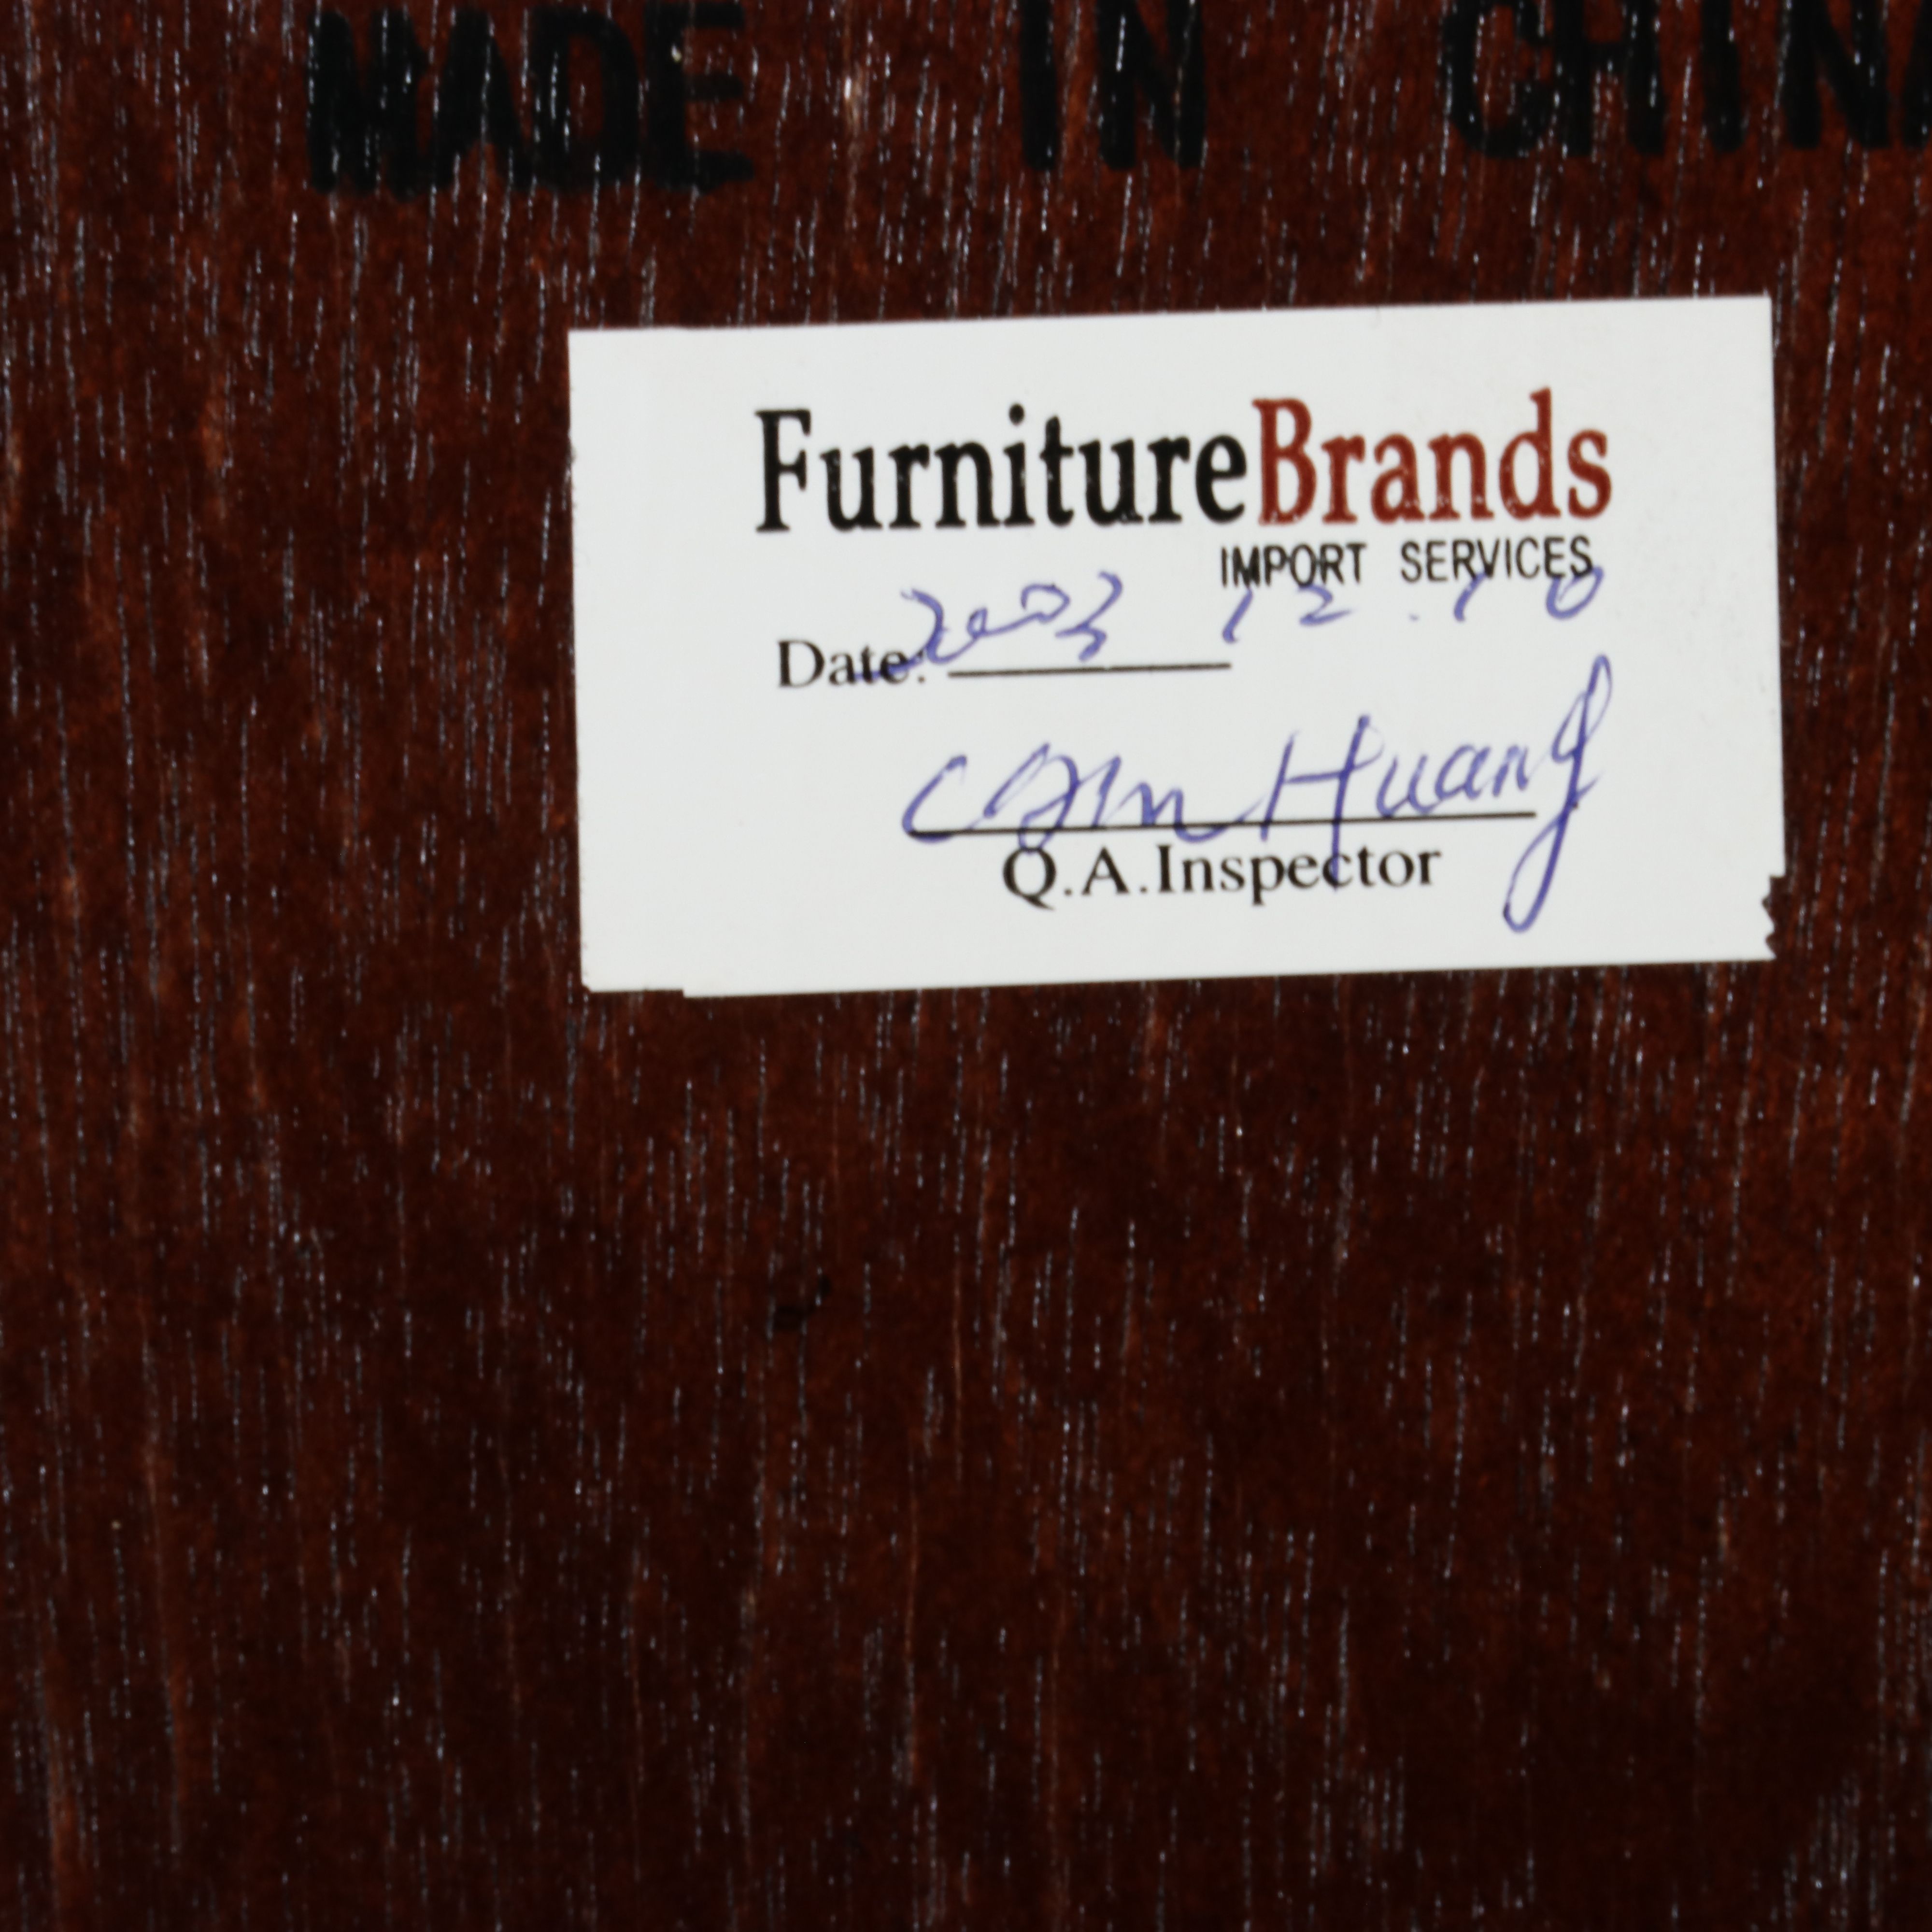 MADE IN CHINA
FurnitureBrands
IMPORT SERVICES
Date: 2003 12.10
Huang
Q.A.Inspector